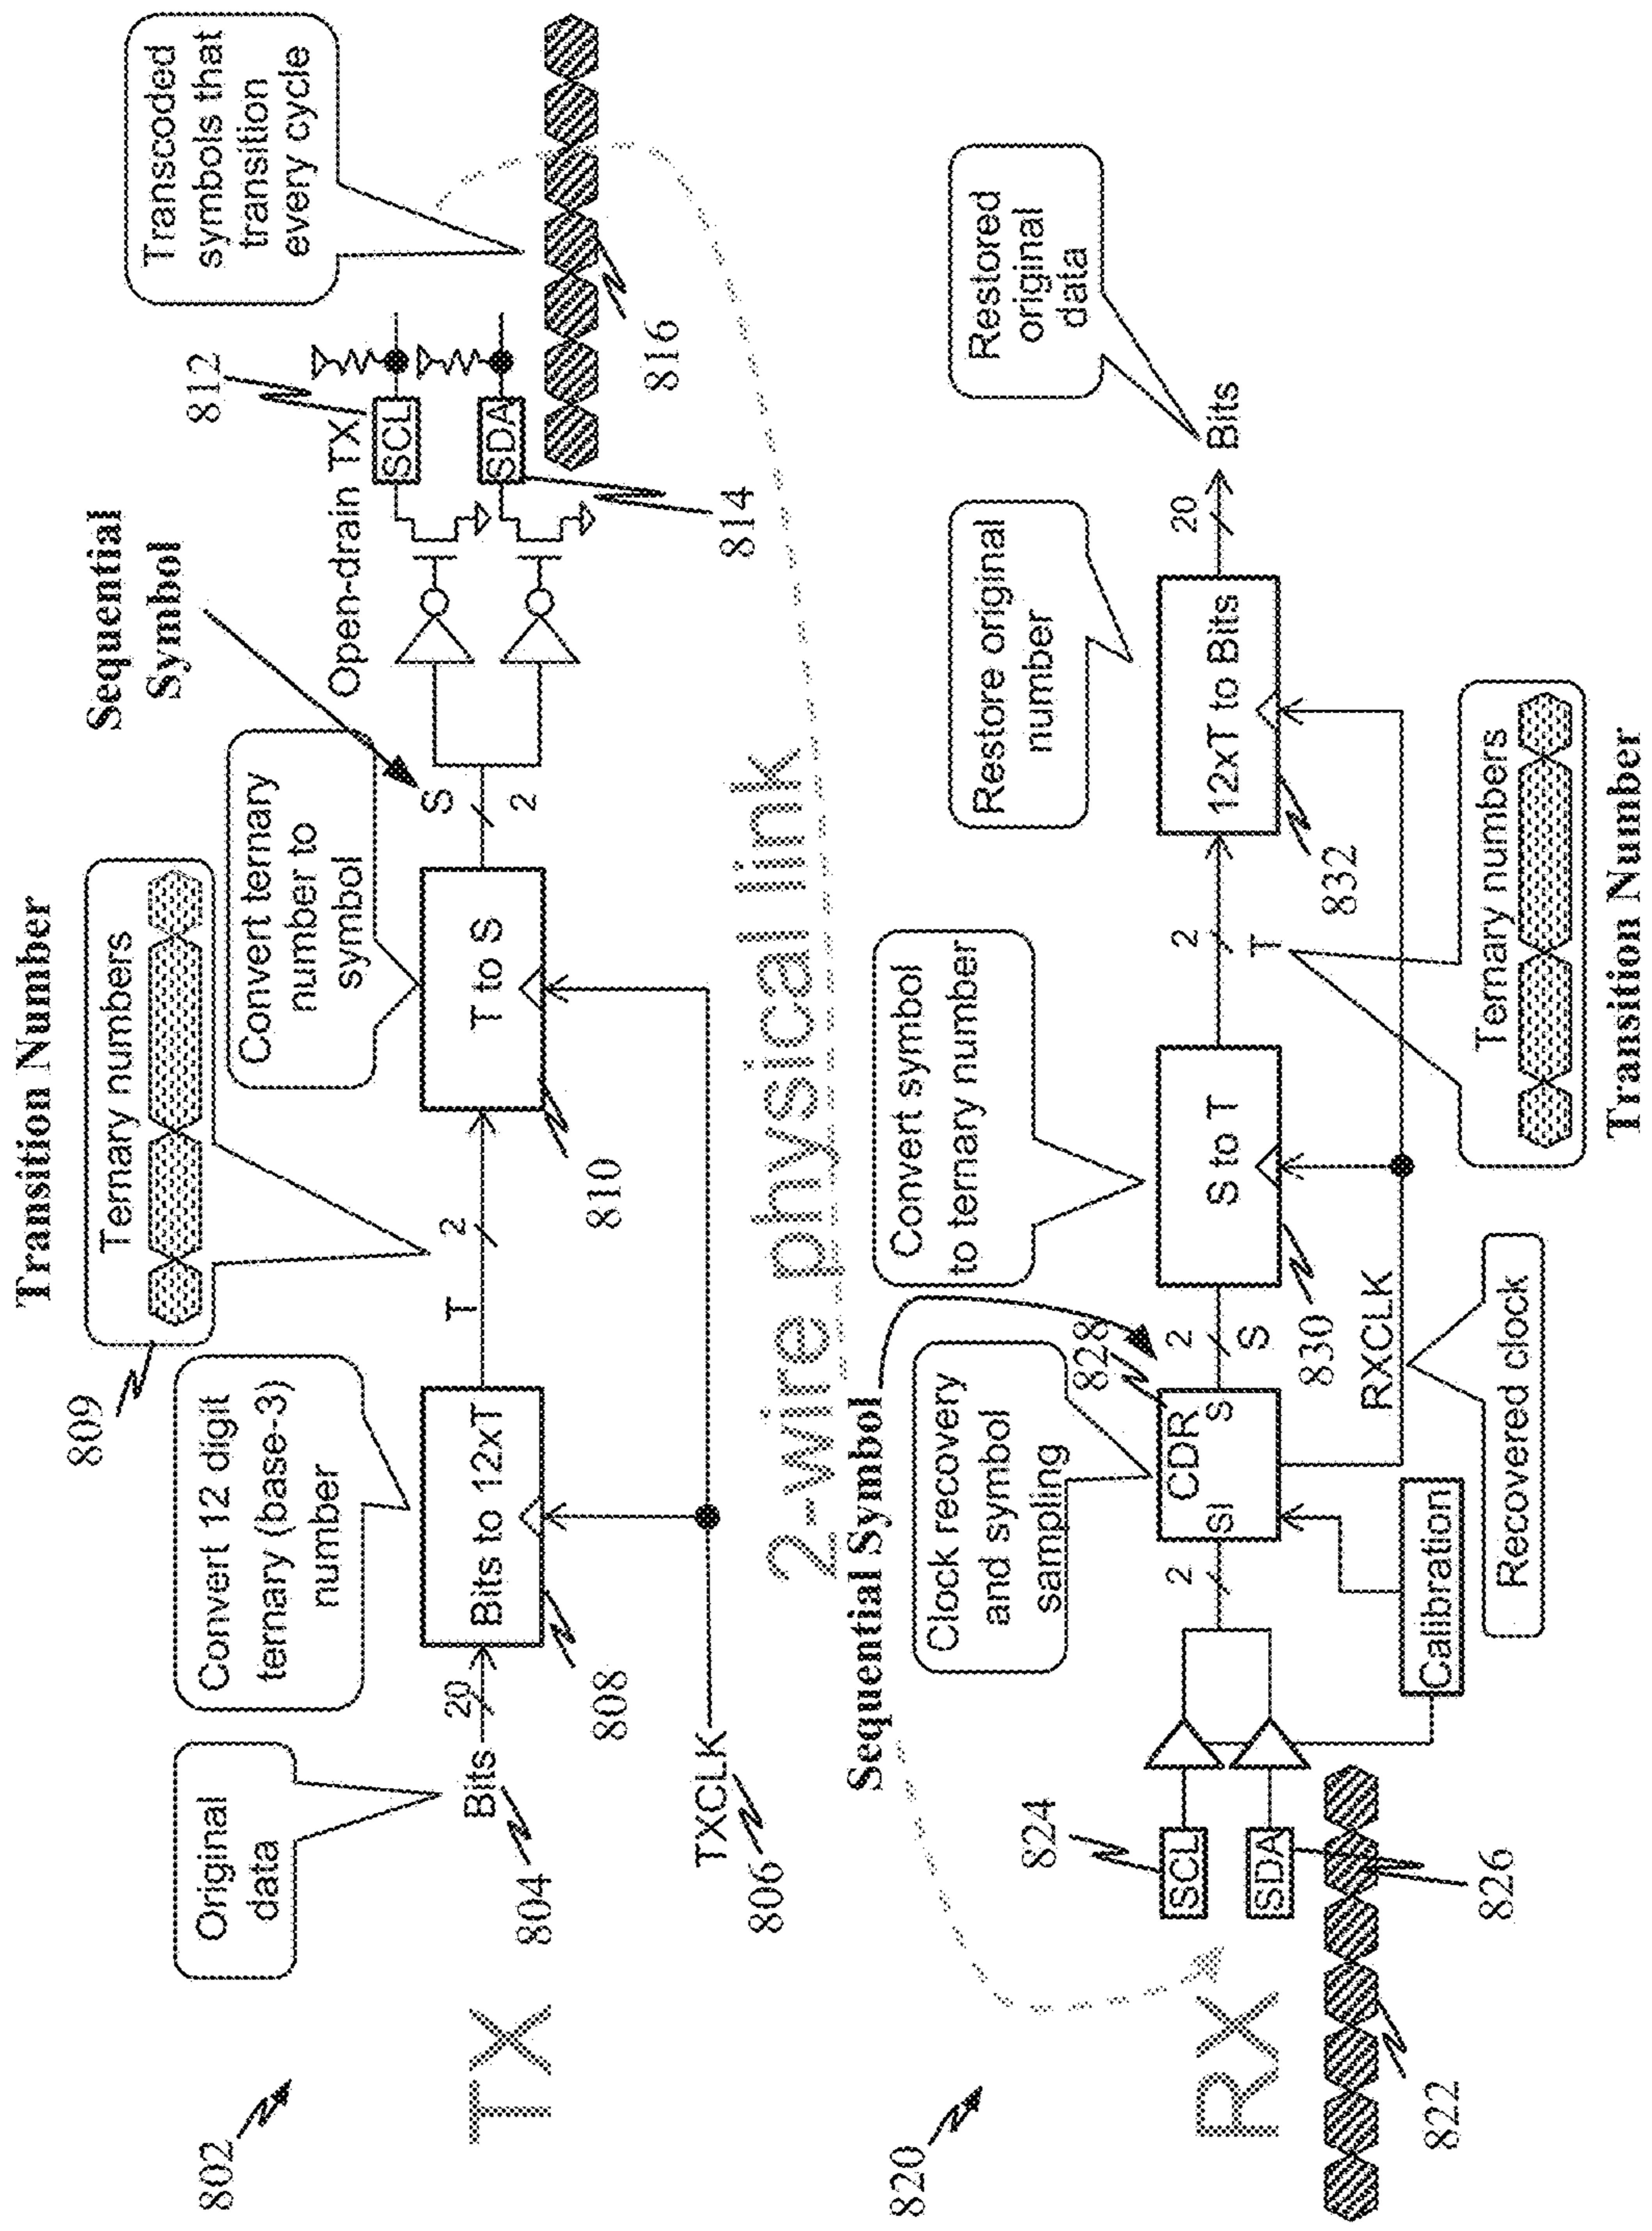 Transition Number
Ternary numbers
809
Original
data
Convert 12 digit
ternary (base-3)
number
Convert ternary
number to
symbol
Sequential
Symbol
Transcoded
symbols that
transition
every cycle
802
TX
804
Bits
20
Bits to 12xT
808
T
2
T to S
810
S
2
Open-drain TX
SCL
812
SDA
814
816
TXCLK
806
2-wire physical link
Sequential Symbol
Clock recovery
and symbol
sampling
Convert symbol
to ternary number
Restore original
number
Restored
original
data
820
RX
822
824
SCL
SDA
826
2
CDR
SI
S
828
2
S
S to T
830
2
T
12xT to Bits
832
20
Bits
Calibration
RXCLK
Recovered clock
Ternary numbers
Transition Number